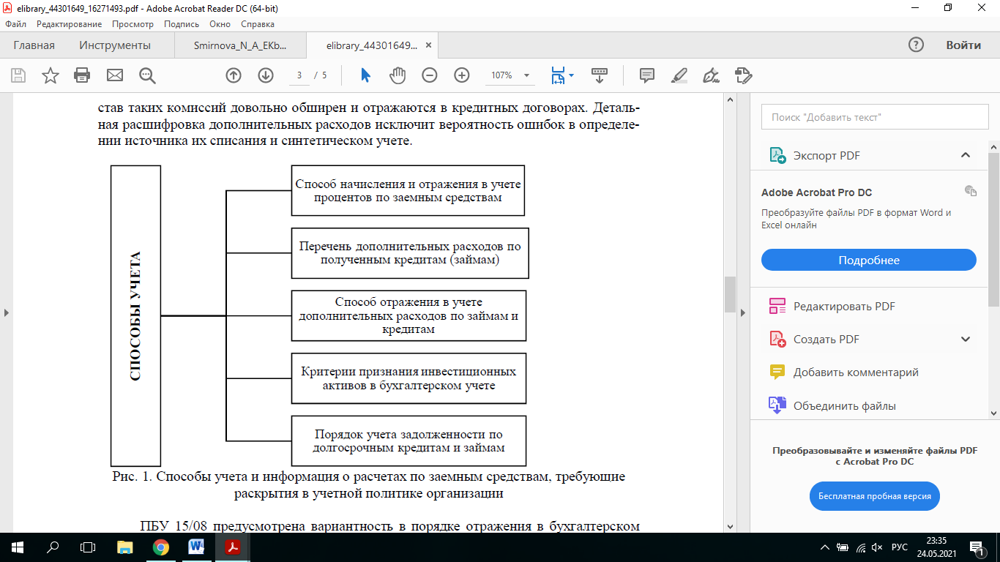 elibrary_44301649_16271493.pdf - Adobe Acrobat Reader DC (64-bit)
Файл Редактирование Просмотр Подпись Окно Справка
Главная Инструменты Smirnova_N_A_EKb... elibrary_44301649... × Войти
3 / 5 107%
став таких комиссий довольно обширен и отражаются в кредитных договорах. Деталь-
ная расшифровка дополнительных расходов исключит вероятность ошибок в определе-
нии источника их списания и синтетическом учете.
СПОСОБЫ УЧЕТА
Способ начисления и отражения в учете
процентов по заемным средствам
Перечень дополнительных расходов по
полученным кредитам (займам)
Способ отражения в учете
дополнительных расходов по займам и
кредитам
Критерии признания инвестиционных
активов в бухгалтерском учете
Порядок учета задолженности по
долгосрочным кредитам и займам
Рис. 1. Способы учета и информация о расчетах по заемным средствам, требующие
раскрытия в учетной политике организации
ПБУ 15/08 предусмотрена вариантность в порядке отражения в бухгалтерском
Поиск "Добавить текст"
Экспорт PDF
Adobe Acrobat Pro DC
Преобразуйте файлы PDF в формат Word и
Excel онлайн
Подробнее
Редактировать PDF
Создать PDF
Добавить комментарий
Объединить файлы
Преобразовывайте и изменяйте файлы PDF
с Acrobat Pro DC
Бесплатная пробная версия
РУС
23:35
24.05.2021
1